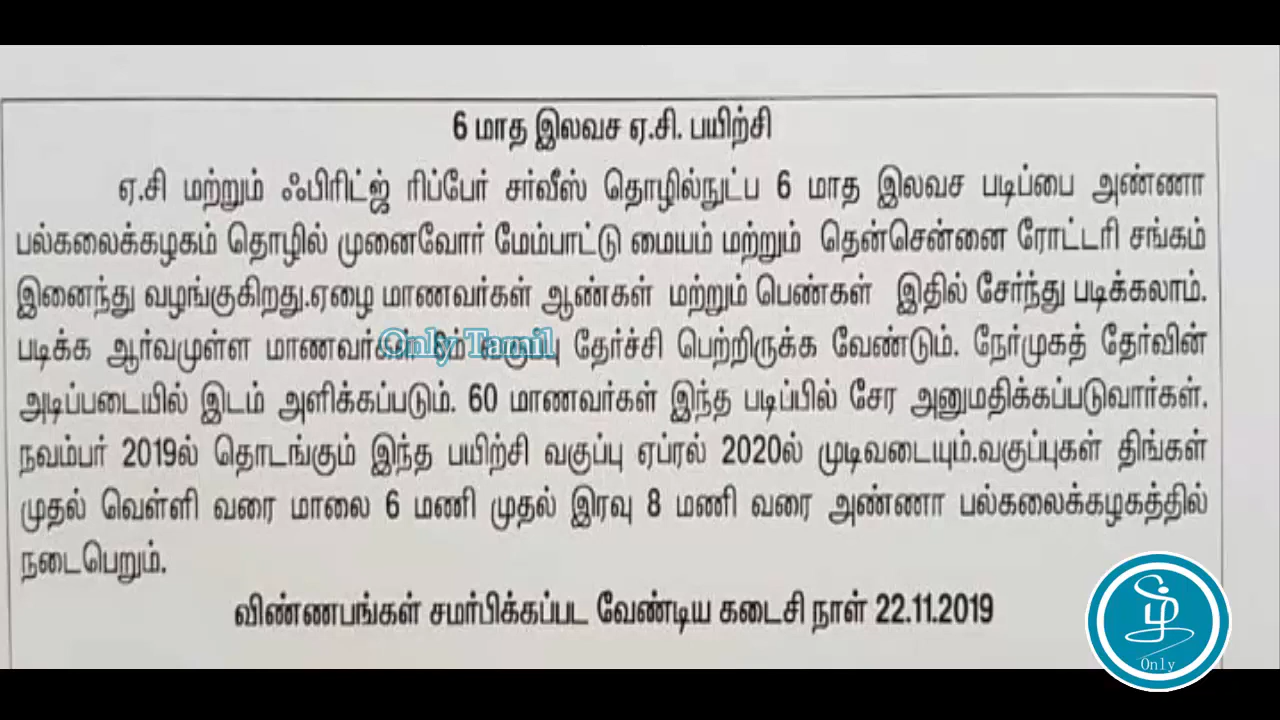 6 மாத இலவச ஏ.சி. பயிற்சி
ஏ.சி மற்றும் ஃபிரிட்ஜ் ரிப்பேர் சர்வீஸ் தொழில்நுட்ப 6 மாத இலவச படிப்பை அண்ணா
பல்கலைக்கழகம் தொழில் முனைவோர் மேம்பாட்டு மையம் மற்றும் தென்சென்னை ரோட்டரி சங்கம்
இனைந்து வழங்குகிறது.ஏழை மாணவர்கள் ஆண்கள் மற்றும் பெண்கள் இதில் சேர்ந்து படிக்கலாம்.
படிக்க ஆர்வமுள்ள தேர்ச்சி பெற்றிருக்க வேண்டும். நேர்முகத் தேர்வின்
Only Tamil
அடிப்படையில் இடம் அளிக்கப்படும். 60 மாணவர்கள் இந்த படிப்பில் சேர அனுமதிக்கப்படுவார்கள்.
நவம்பர் 2019ல் தொடங்கும் இந்த பயிற்சி வகுப்பு ஏப்ரல் 2020ல் முடிவடையும்.வகுப்புகள் திங்கள்
முதல் வெள்ளி வரை மாலை 6 மணி முதல் இரவு 8 மணி வரை அண்ணா பல்கலைக்கழகத்தில்
நடைபெறும்.
விண்ணபங்கள் சமர்பிக்கப்பட வேண்டிய கடைசி நாள் 22.11.2019
Only